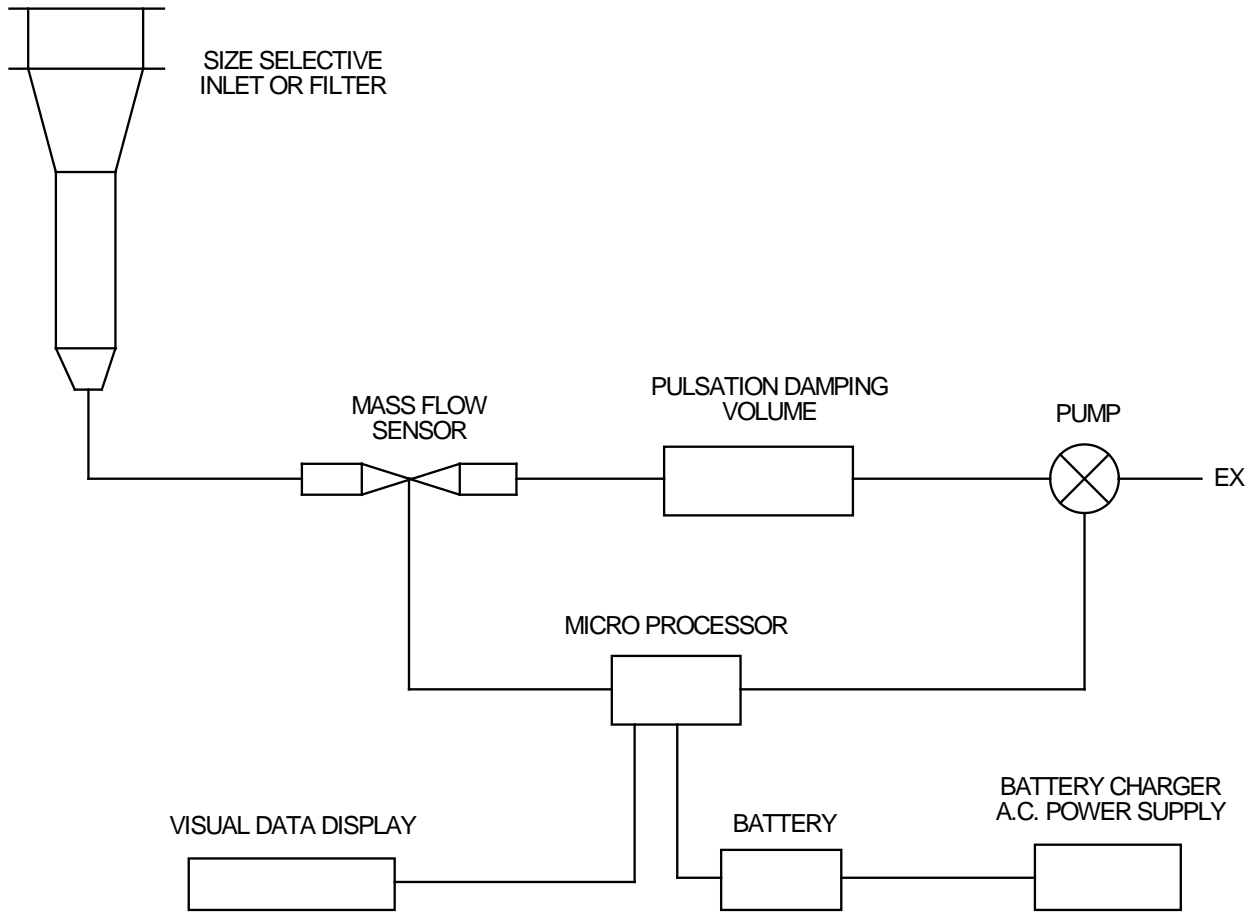 SIZE SELECTIVE
INLET OR FILTER
MASS FLOW
SENSOR
PULSATION DAMPING
VOLUME
PUMP
EX
MICRO PROCESSOR
VISUAL DATA DISPLAY
BATTERY
BATTERY CHARGER
A.C. POWER SUPPLY